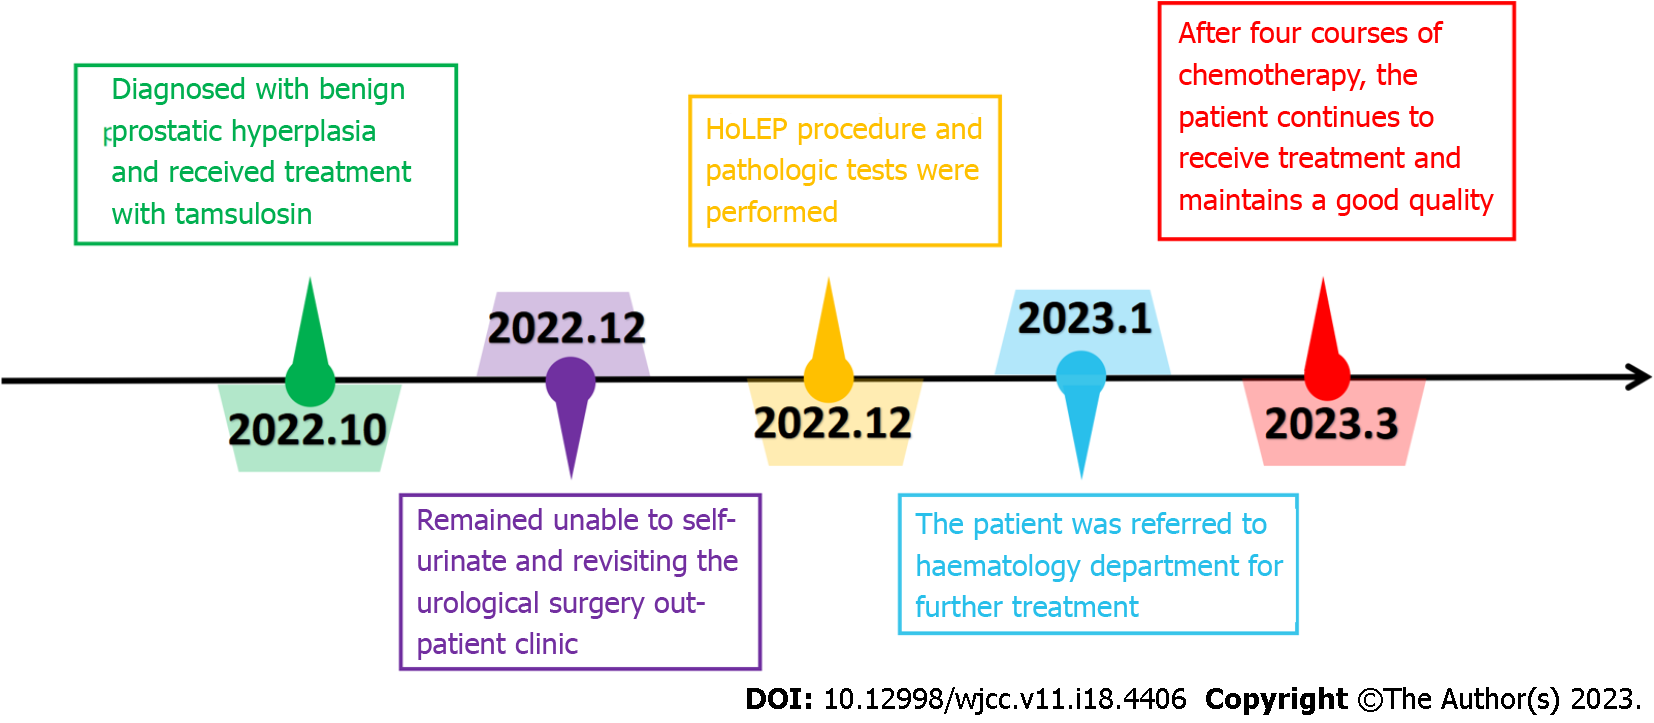 Diagnosed with benign
prostatic hyperplasia
and received treatment
with tamsulosin
2022.10
2022.12
Remained unable to self-
urinate and revisiting the
urological surgery out-
patient clinic
HoLEP procedure and
pathologic tests were
performed
2022.12
2023.1
The patient was referred to
haematology department for
further treatment
After four courses of
chemotherapy, the
patient continues to
receive treatment and
maintains a good quality
2023.3
DOI: 10.12998/wjcc.v11.i18.4406 Copyright ©The Author(s) 2023.